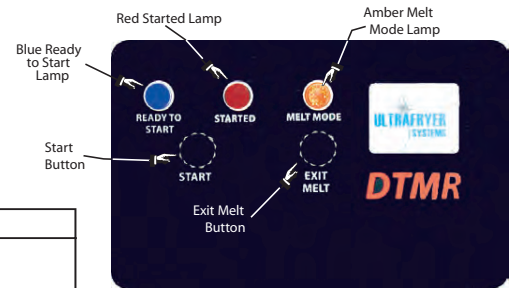 Red Started Lamp
Amber Melt
Mode Lamp
Blue Ready
to Start
Lamp
READY TO
START
STARTED
MELT MODE
ULTRAFRYER
SYSTEMS
Start
Button
START
EXIT
MELT
DTMR
Exit Melt
Button